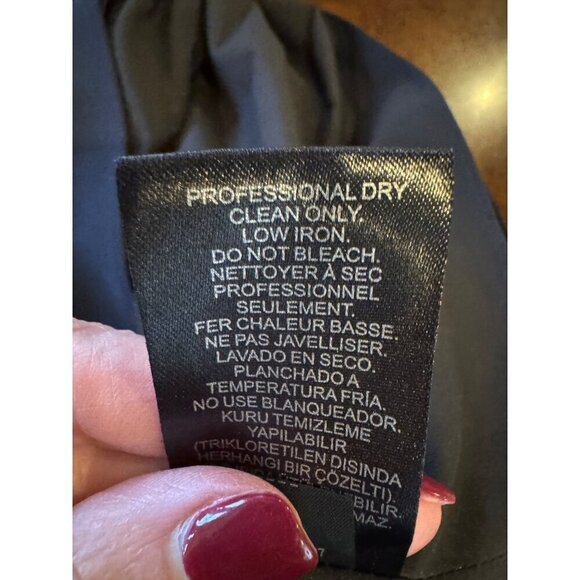 PROFESSIONAL DRY
CLEAN ONLY.
LOW IRON.
DO NOT BLEACH.
NETTOYER À SEC
PROFESSIONNEL
SEULEMENT.
FER CHALEUR BASSE.
NE PAS JAVELLISER.
LAVADO EN SECO.
PLANCHADO A
TEMPERATURA FRÍA.
NO USE BLANQUEADOR.
KURU TEMIZLEME
YAPILABILIR
(TRIKLORETILEN DISINDA
HERHANGI BIR ÇÖZELTI).